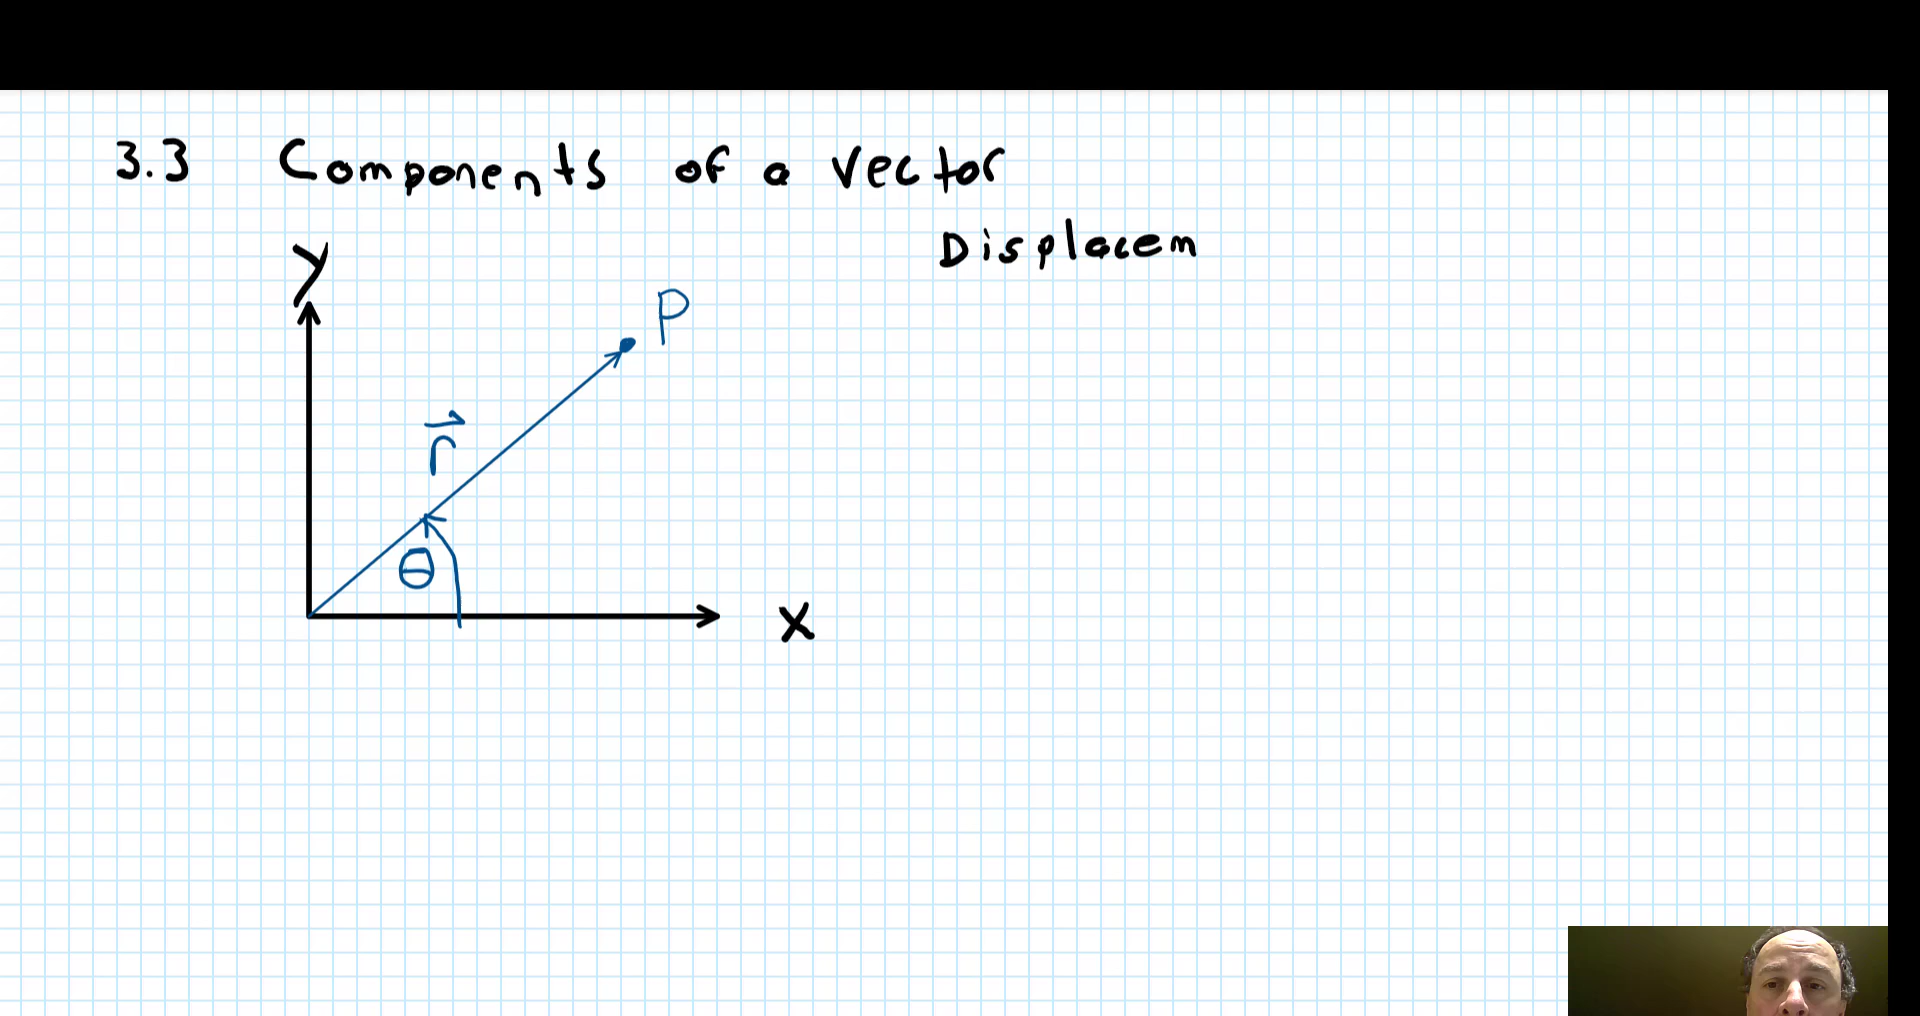 3.3 Components of a vector
Displacem
y
P
r⃗
θ
x